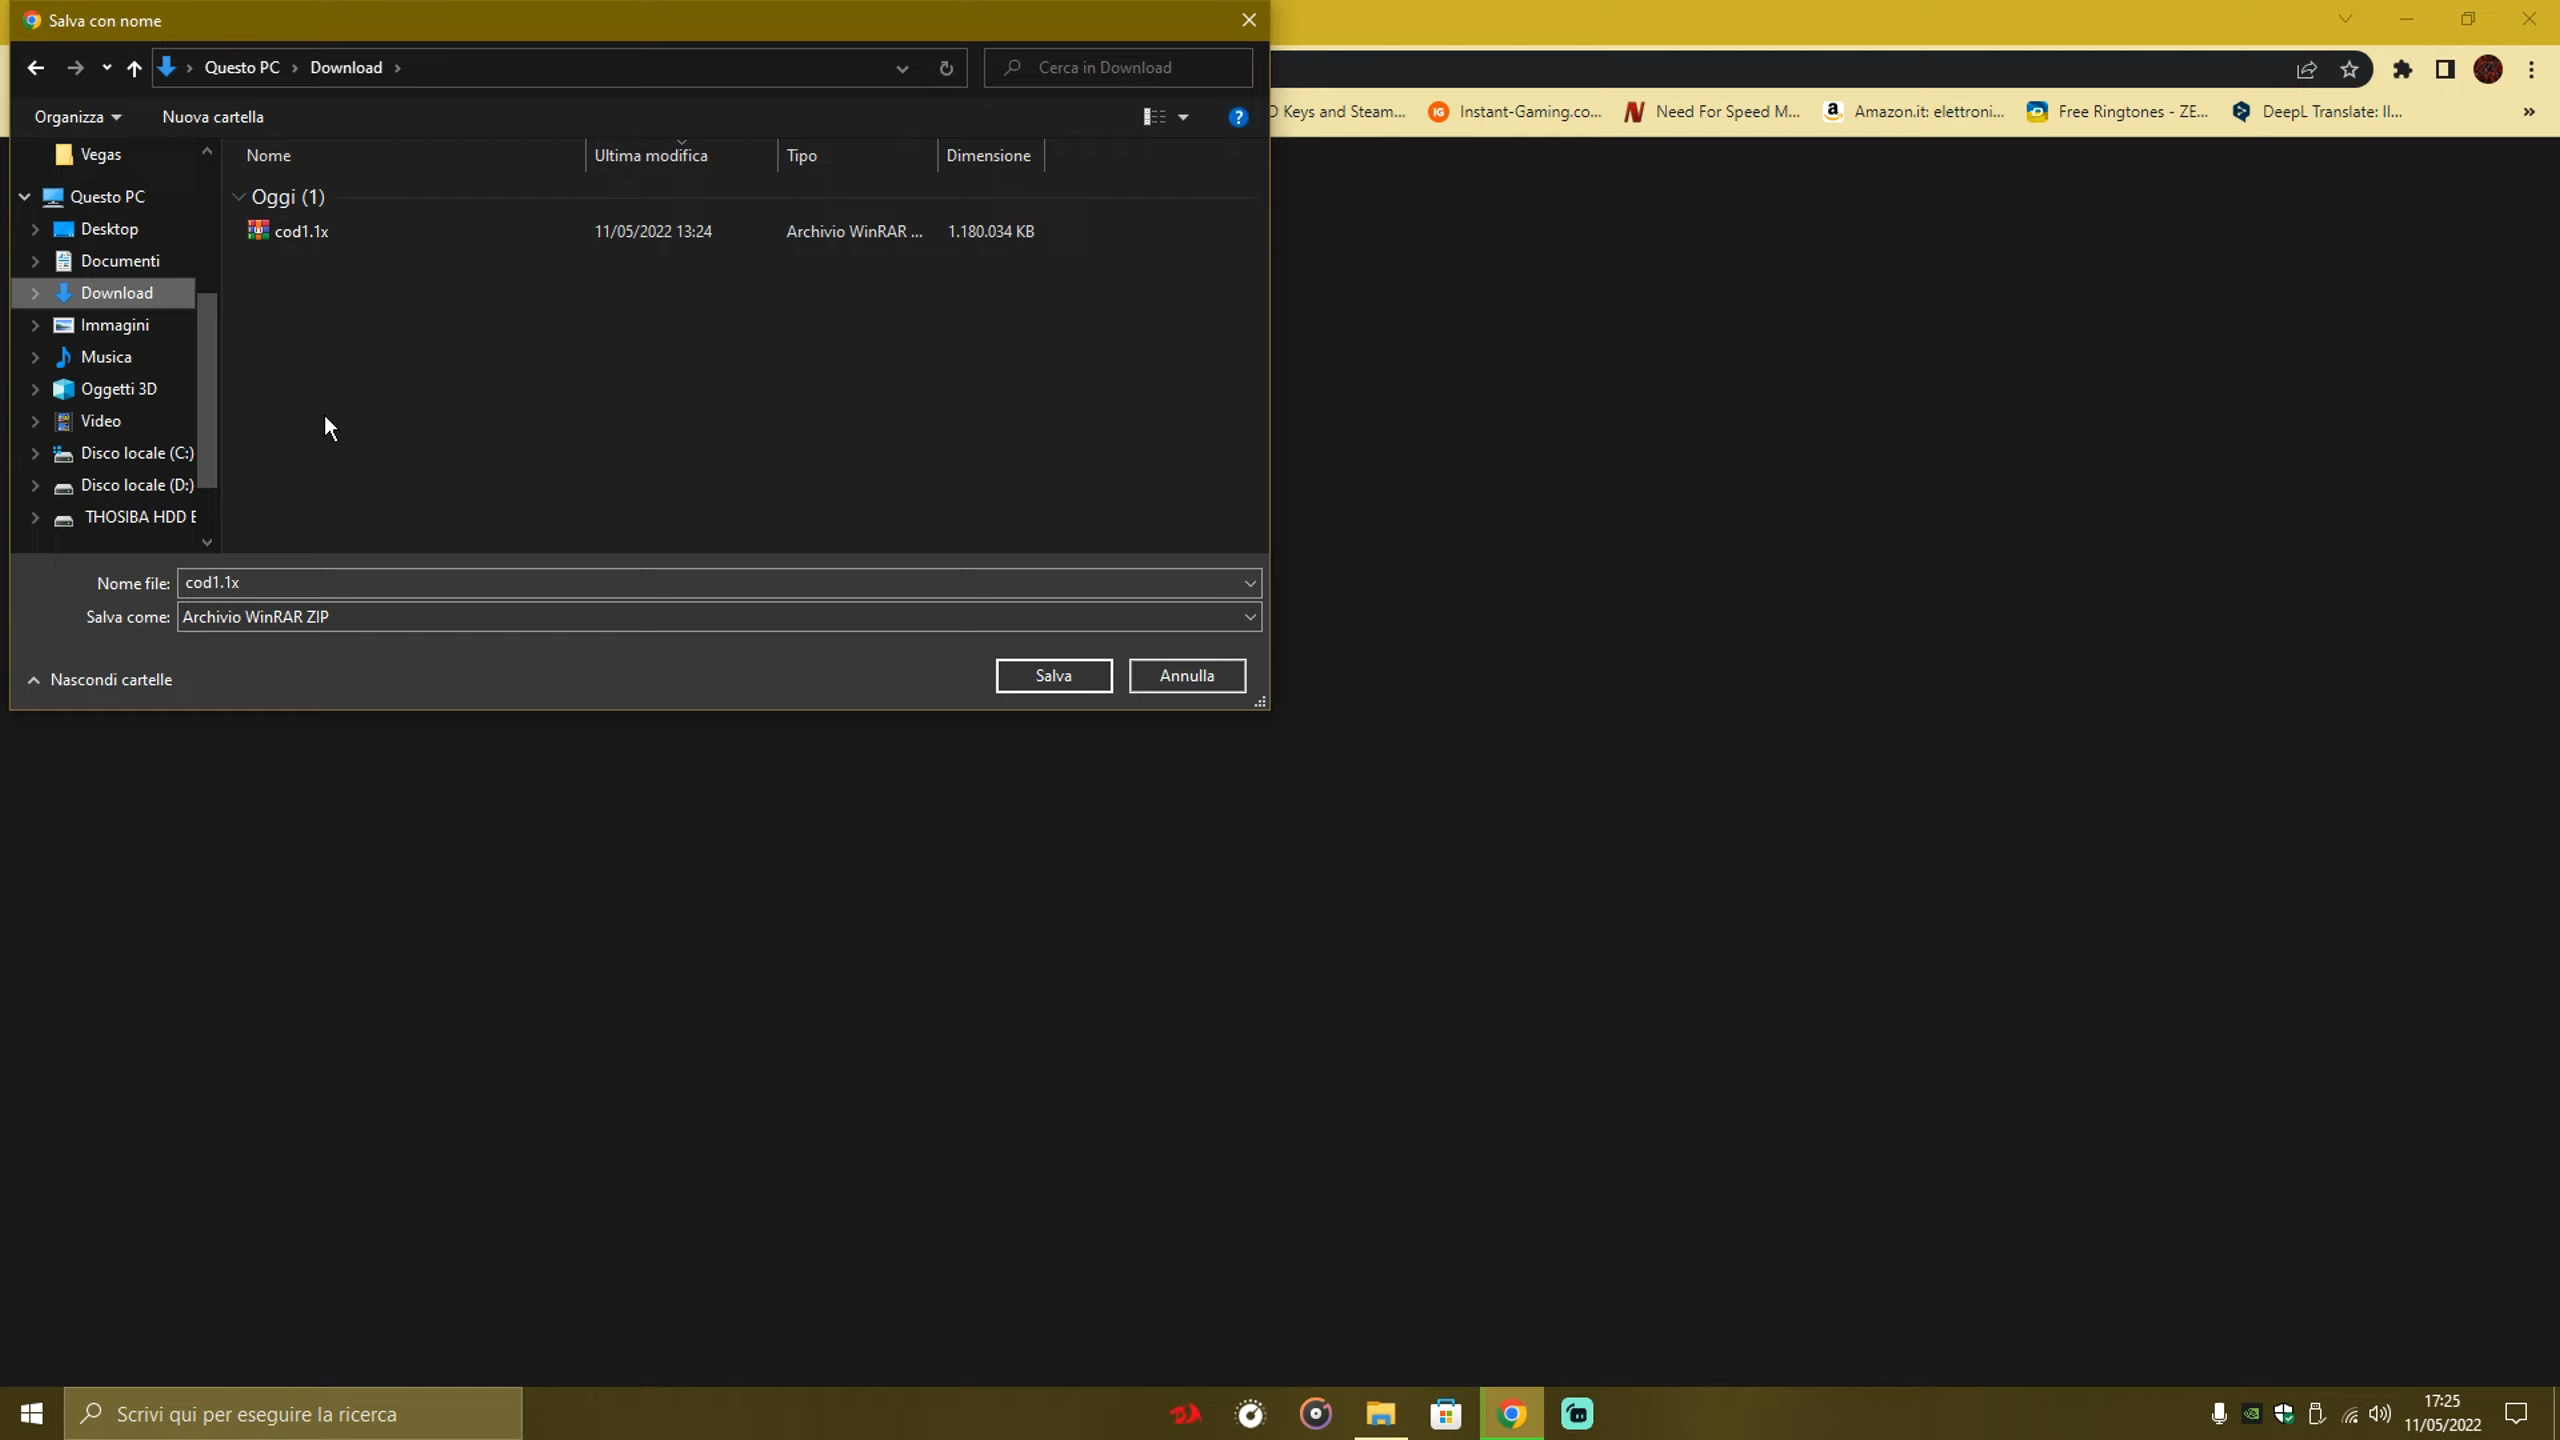 Salva con nome
Questo PC
Download
Cerca in Download
Organizza
Nuova cartella
?
D Keys and Steam...
Instant-Gaming.co...
Need For Speed M...
Amazon.it: elettroni...
Free Ringtones - ZE...
DeepL Translate: Il...
»
Vegas
Questo PC
Desktop
Documenti
Download
Immagini
Musica
Oggetti 3D
Video
Disco locale (C:)
Disco locale (D:)
THOSIBA HDD E
Nome
Ultima modifica
Tipo
Dimensione
Oggi (1)
cod1.1x
11/05/2022 13:24
Archivio WinRAR ...
1.180.034 KB
Nome file:
cod1.1x
Salva come:
Archivio WinRAR ZIP
Nascondi cartelle
Salva
Annulla
Scrivi qui per eseguire la ricerca
17:25
11/05/2022